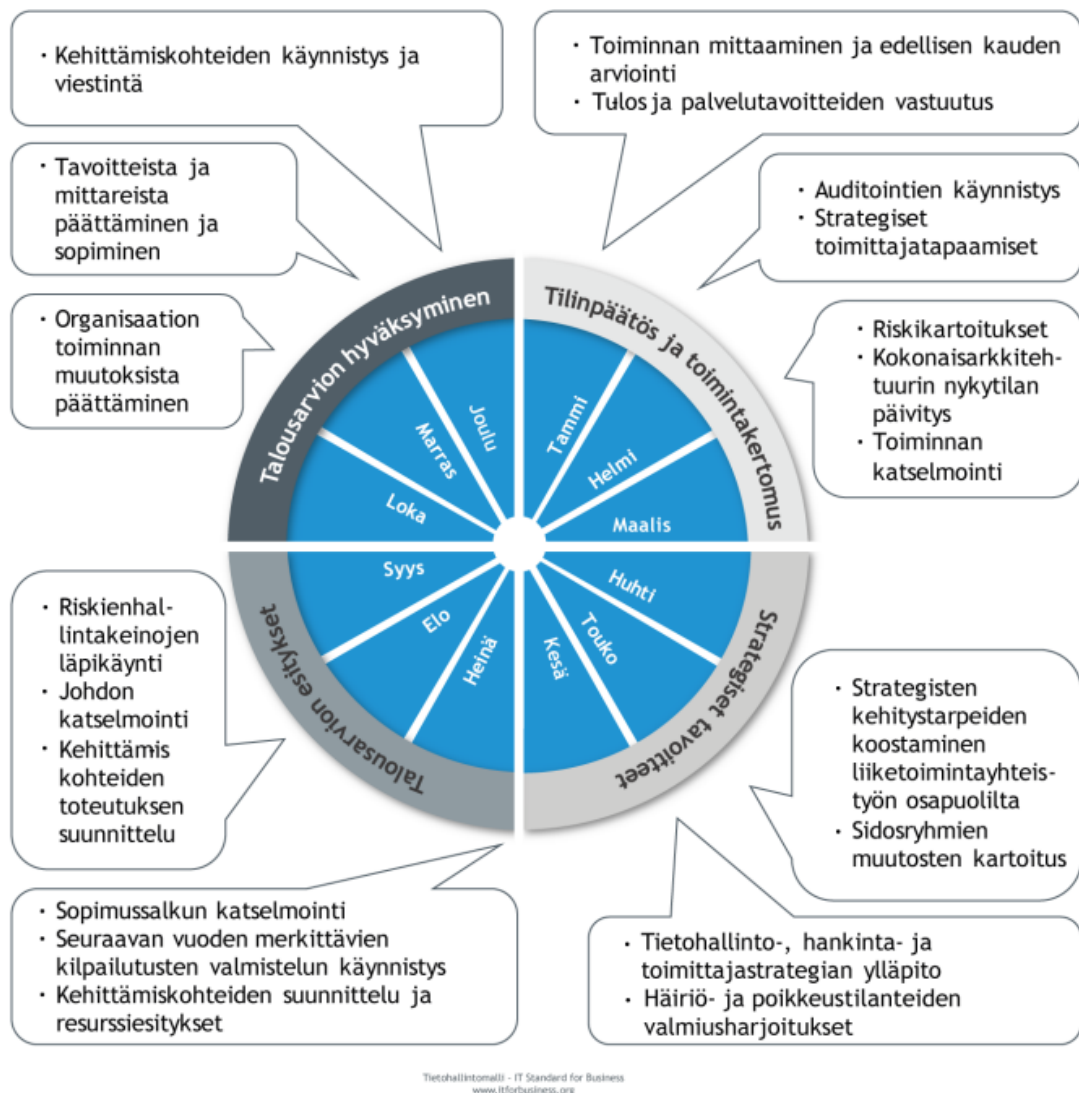 · Kehittämiskohteiden käynnistys ja
viestintä
· Toiminnan mittaaminen ja edellisen kauden
arviointi
· Tulos ja palvelutavoitteiden vastuutus
· Tavoitteista ja
mittareista
päättäminen ja
sopiminen
· Auditointien käynnistys
· Strategiset
toimittajatapaamiset
· Organisaation
toiminnan
muutoksista
päättäminen
· Riskikartoitukset
· Kokonaisarkkiteh-
tuurin nykytilan
päivitys
· Toiminnan
katselmointi
Talousarvion hyväksyminen
Tilinpäätös ja toimintakertomus
Joulu
Tammi
Marras
Helmi
Loka
Maalis
Syys
Huhti
Elo
Touko
Heinä
Kesä
Talousarvion esitykset
Strategiset tavoitteet
· Riskienhal-
lintakeinojen
läpikäynti
· Johdon
katselmointi
· Kehittämis
kohteiden
toteutuksen
suunnittelu
· Strategisten
kehitystarpeiden
koostaminen
liiketoimintayhteis-
työn osapuolilta
· Sidosryhmien
muutosten kartoitus
· Sopimussalkun katselmointi
· Seuraavan vuoden merkittävien
kilpailutusten valmistelun käynnistys
· Kehittämiskohteiden suunnittelu ja
resurssiesitykset
· Tietohallinto-, hankinta- ja
toimittajastrategian ylläpito
· Häiriö- ja poikkeustilanteiden
valmiusharjoitukset
Tietohallintomalli - IT Standard for Business
www.itforbusiness.org